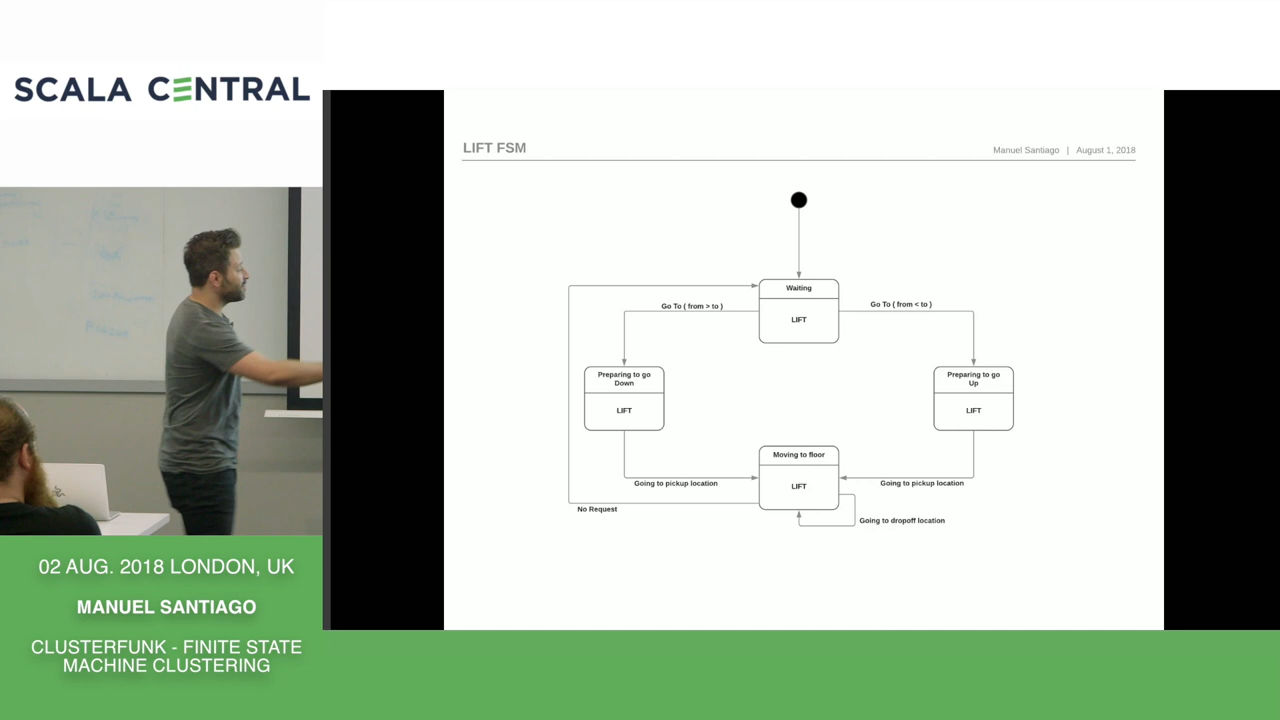 SCALA CENTRAL
LIFT FSM
Manuel Santiago | August 1, 2018
Waiting
LIFT
Go To ( from > to )
Go To ( from < to )
Preparing to go
Down
LIFT
Preparing to go
Up
LIFT
Moving to floor
LIFT
Going to pickup location
Going to pickup location
No Request
Going to dropoff location
02 AUG. 2018 LONDON, UK
MANUEL SANTIAGO
CLUSTERFUNK - FINITE STATE
MACHINE CLUSTERING